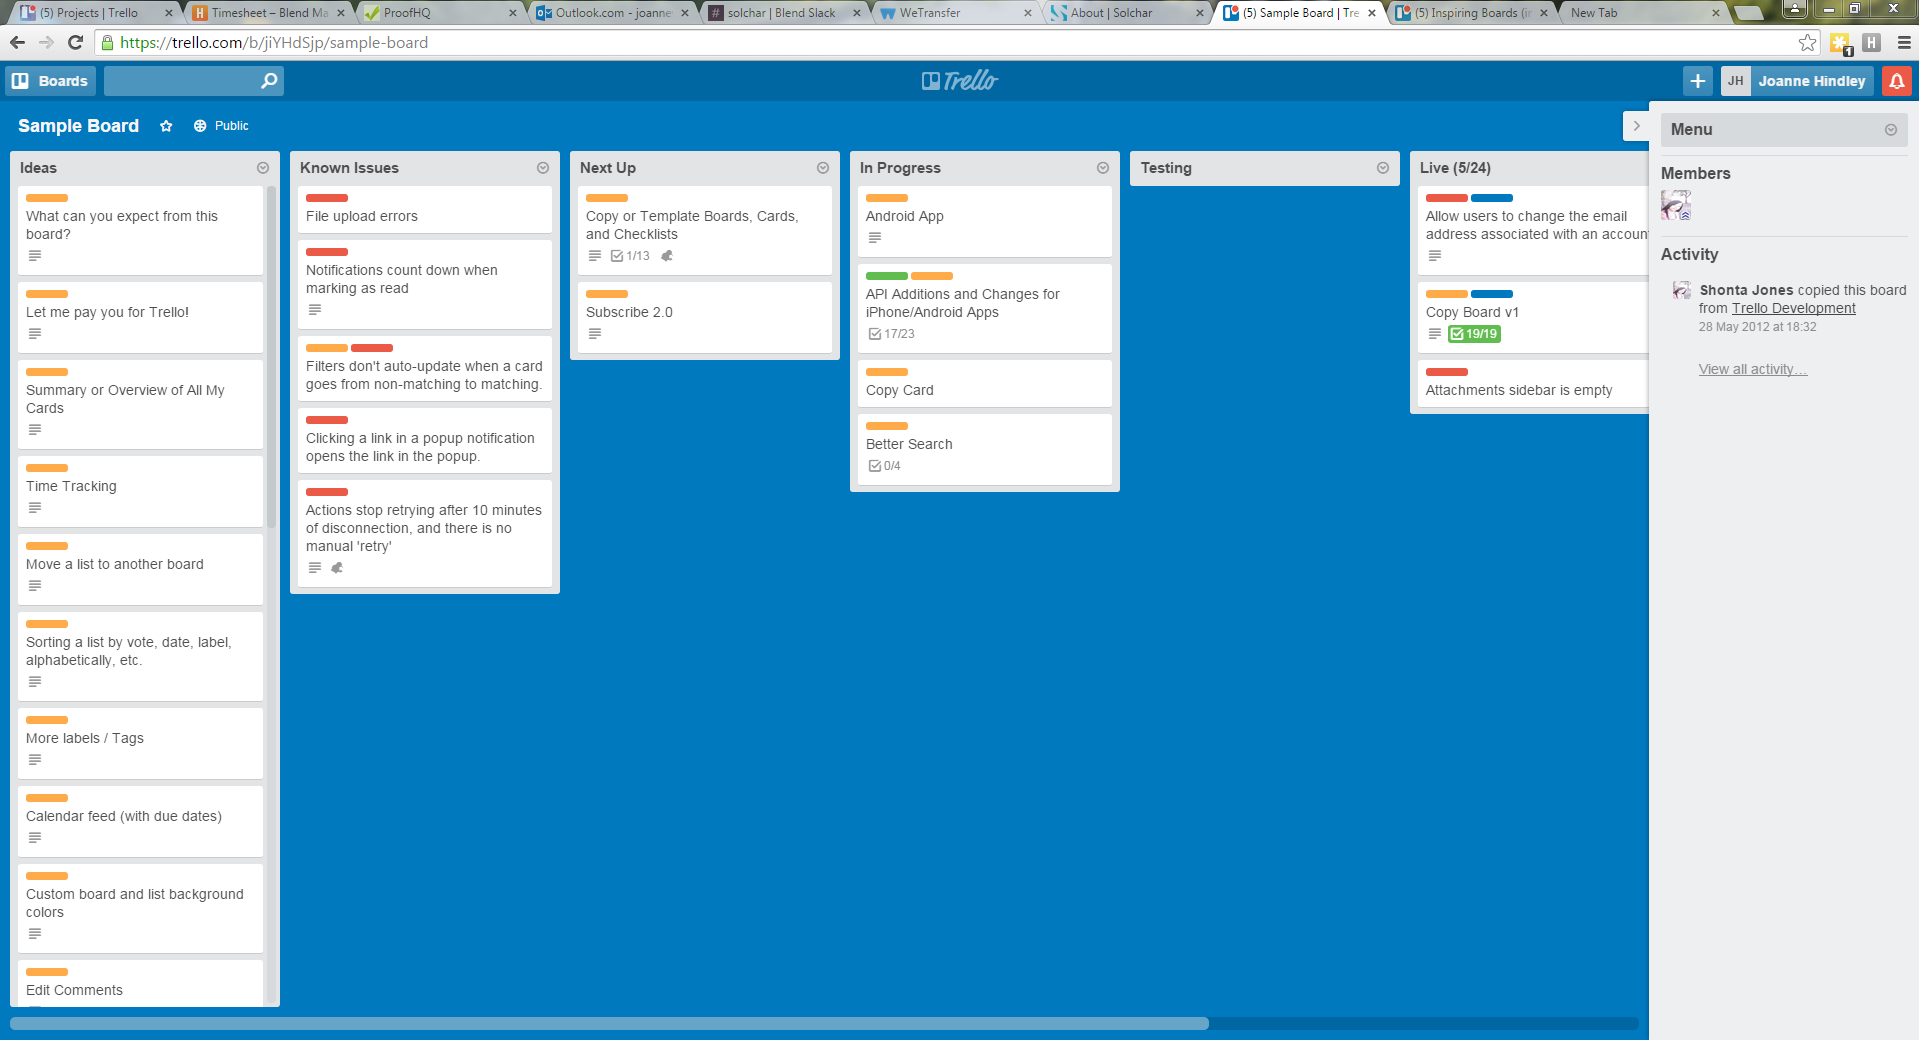 (5) Projects | Trello
Timesheet – Blend Ma
ProofHQ
Outlook.com - joanne
solchar | Blend Slack
WeTransfer
About | Solchar
(5) Sample Board | Tre
(5) Inspiring Boards (in
New Tab
https://trello.com/b/jiYHdSjp/sample-board
1
H
Boards
Trello
JH
Joanne Hindley
Sample Board
Public
Ideas
What can you expect from this
board?
Let me pay you for Trello!
Summary or Overview of All My
Cards
Time Tracking
Move a list to another board
Sorting a list by vote, date, label,
alphabetically, etc.
More labels / Tags
Calendar feed (with due dates)
Custom board and list background
colors
Edit Comments
Known Issues
File upload errors
Notifications count down when
marking as read
Filters don't auto-update when a card
goes from non-matching to matching.
Clicking a link in a popup notification
opens the link in the popup.
Actions stop retrying after 10 minutes
of disconnection, and there is no
manual 'retry'
Next Up
Copy or Template Boards, Cards,
and Checklists
1/13
Subscribe 2.0
In Progress
Android App
API Additions and Changes for
iPhone/Android Apps
17/23
Copy Card
Better Search
0/4
Testing
Live (5/24)
Allow users to change the email
address associated with an accoun
Copy Board v1
19/19
Attachments sidebar is empty
Menu
Members
Activity
Shonta Jones copied this board
from Trello Development
28 May 2012 at 18:32
View all activity…